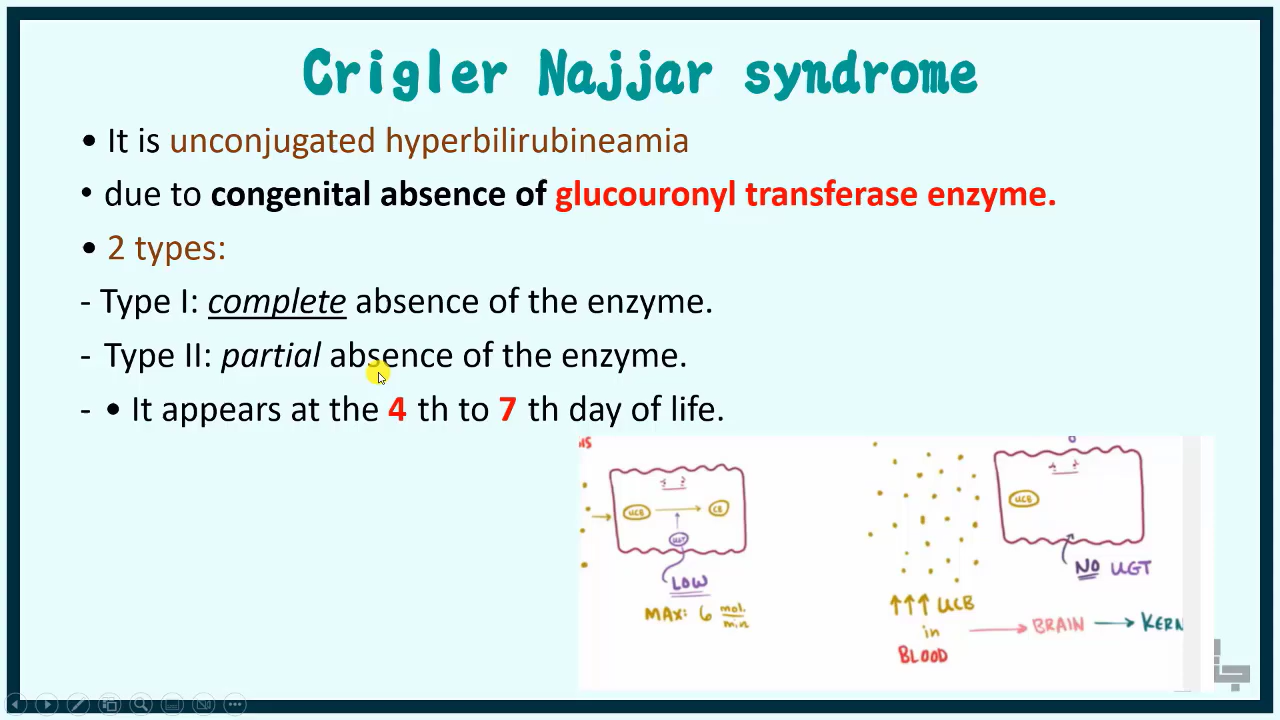 Crigler Najjar syndrome
• It is unconjugated hyperbilirubineamia
• due to congenital absence of glucouronyl transferase enzyme.
• 2 types:
- Type I: complete absence of the enzyme.
- Type II: partial absence of the enzyme.
- • It appears at the 4 th to 7 th day of life.
UCB
CB
UGT
LOW
MAX: 6 mol. min
UCB
NO UGT
↑↑↑ UCB
in
BLOOD
BRAIN
KERN